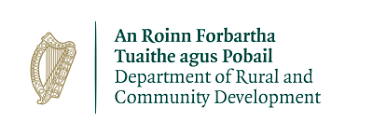 An Roinn Forbartha
Tuaithe agus Pobail
Department of Rural and
Community Development